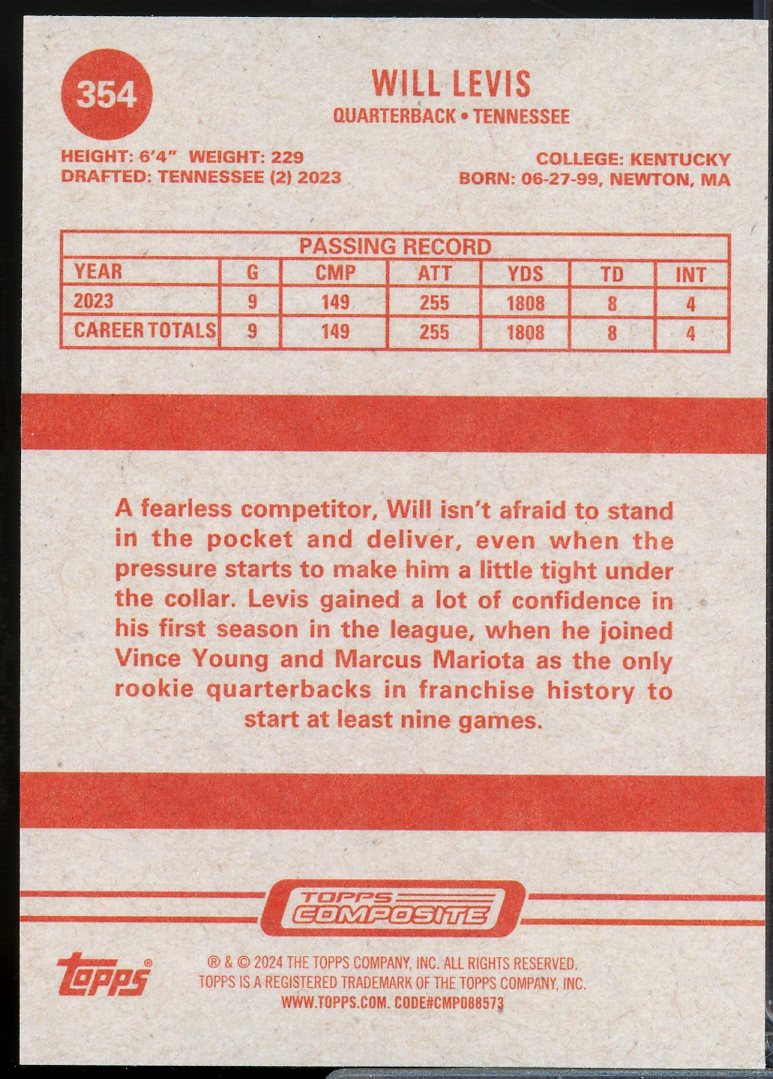 354
WILL LEVIS
QUARTERBACK • TENNESSEE
HEIGHT: 6'4" WEIGHT: 229
DRAFTED: TENNESSEE (2) 2023
COLLEGE: KENTUCKY
BORN: 06-27-99, NEWTON, MA
PASSING RECORD
YEAR G CMP ATT YDS TD INT
2023 9 149 255 1808 8 4
CAREER TOTALS 9 149 255 1808 8 4
A fearless competitor, Will isn't afraid to stand
in the pocket and deliver, even when the
pressure starts to make him a little tight under
the collar. Levis gained a lot of confidence in
his first season in the league, when he joined
Vince Young and Marcus Mariota as the only
rookie quarterbacks in franchise history to
start at least nine games.
TOPPS
COMPOSITE
topps®
® & © 2024 THE TOPPS COMPANY, INC. ALL RIGHTS RESERVED.
TOPPS IS A REGISTERED TRADEMARK OF THE TOPPS COMPANY, INC.
WWW.TOPPS.COM. CODE#CMP088573